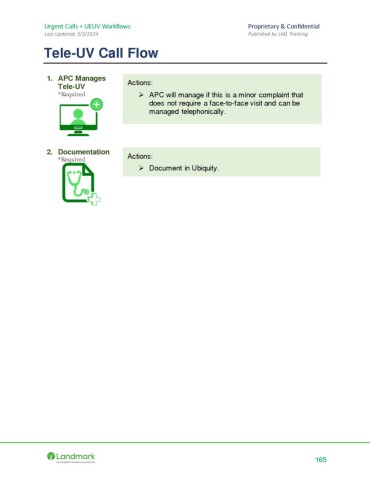 Urgent Calls + UEUV Workflows
Proprietary & Confidential
Last Updated: 5/3/2024
Published by LMI Training
Tele-UV Call Flow
1. APC Manages
Tele-UV
*Required
Actions:
➢ APC will manage if this is a minor complaint that
does not require a face-to-face visit and can be
managed telephonically.
2. Documentation
*Required
Actions:
➢ Document in Ubiquity.
Landmark
165